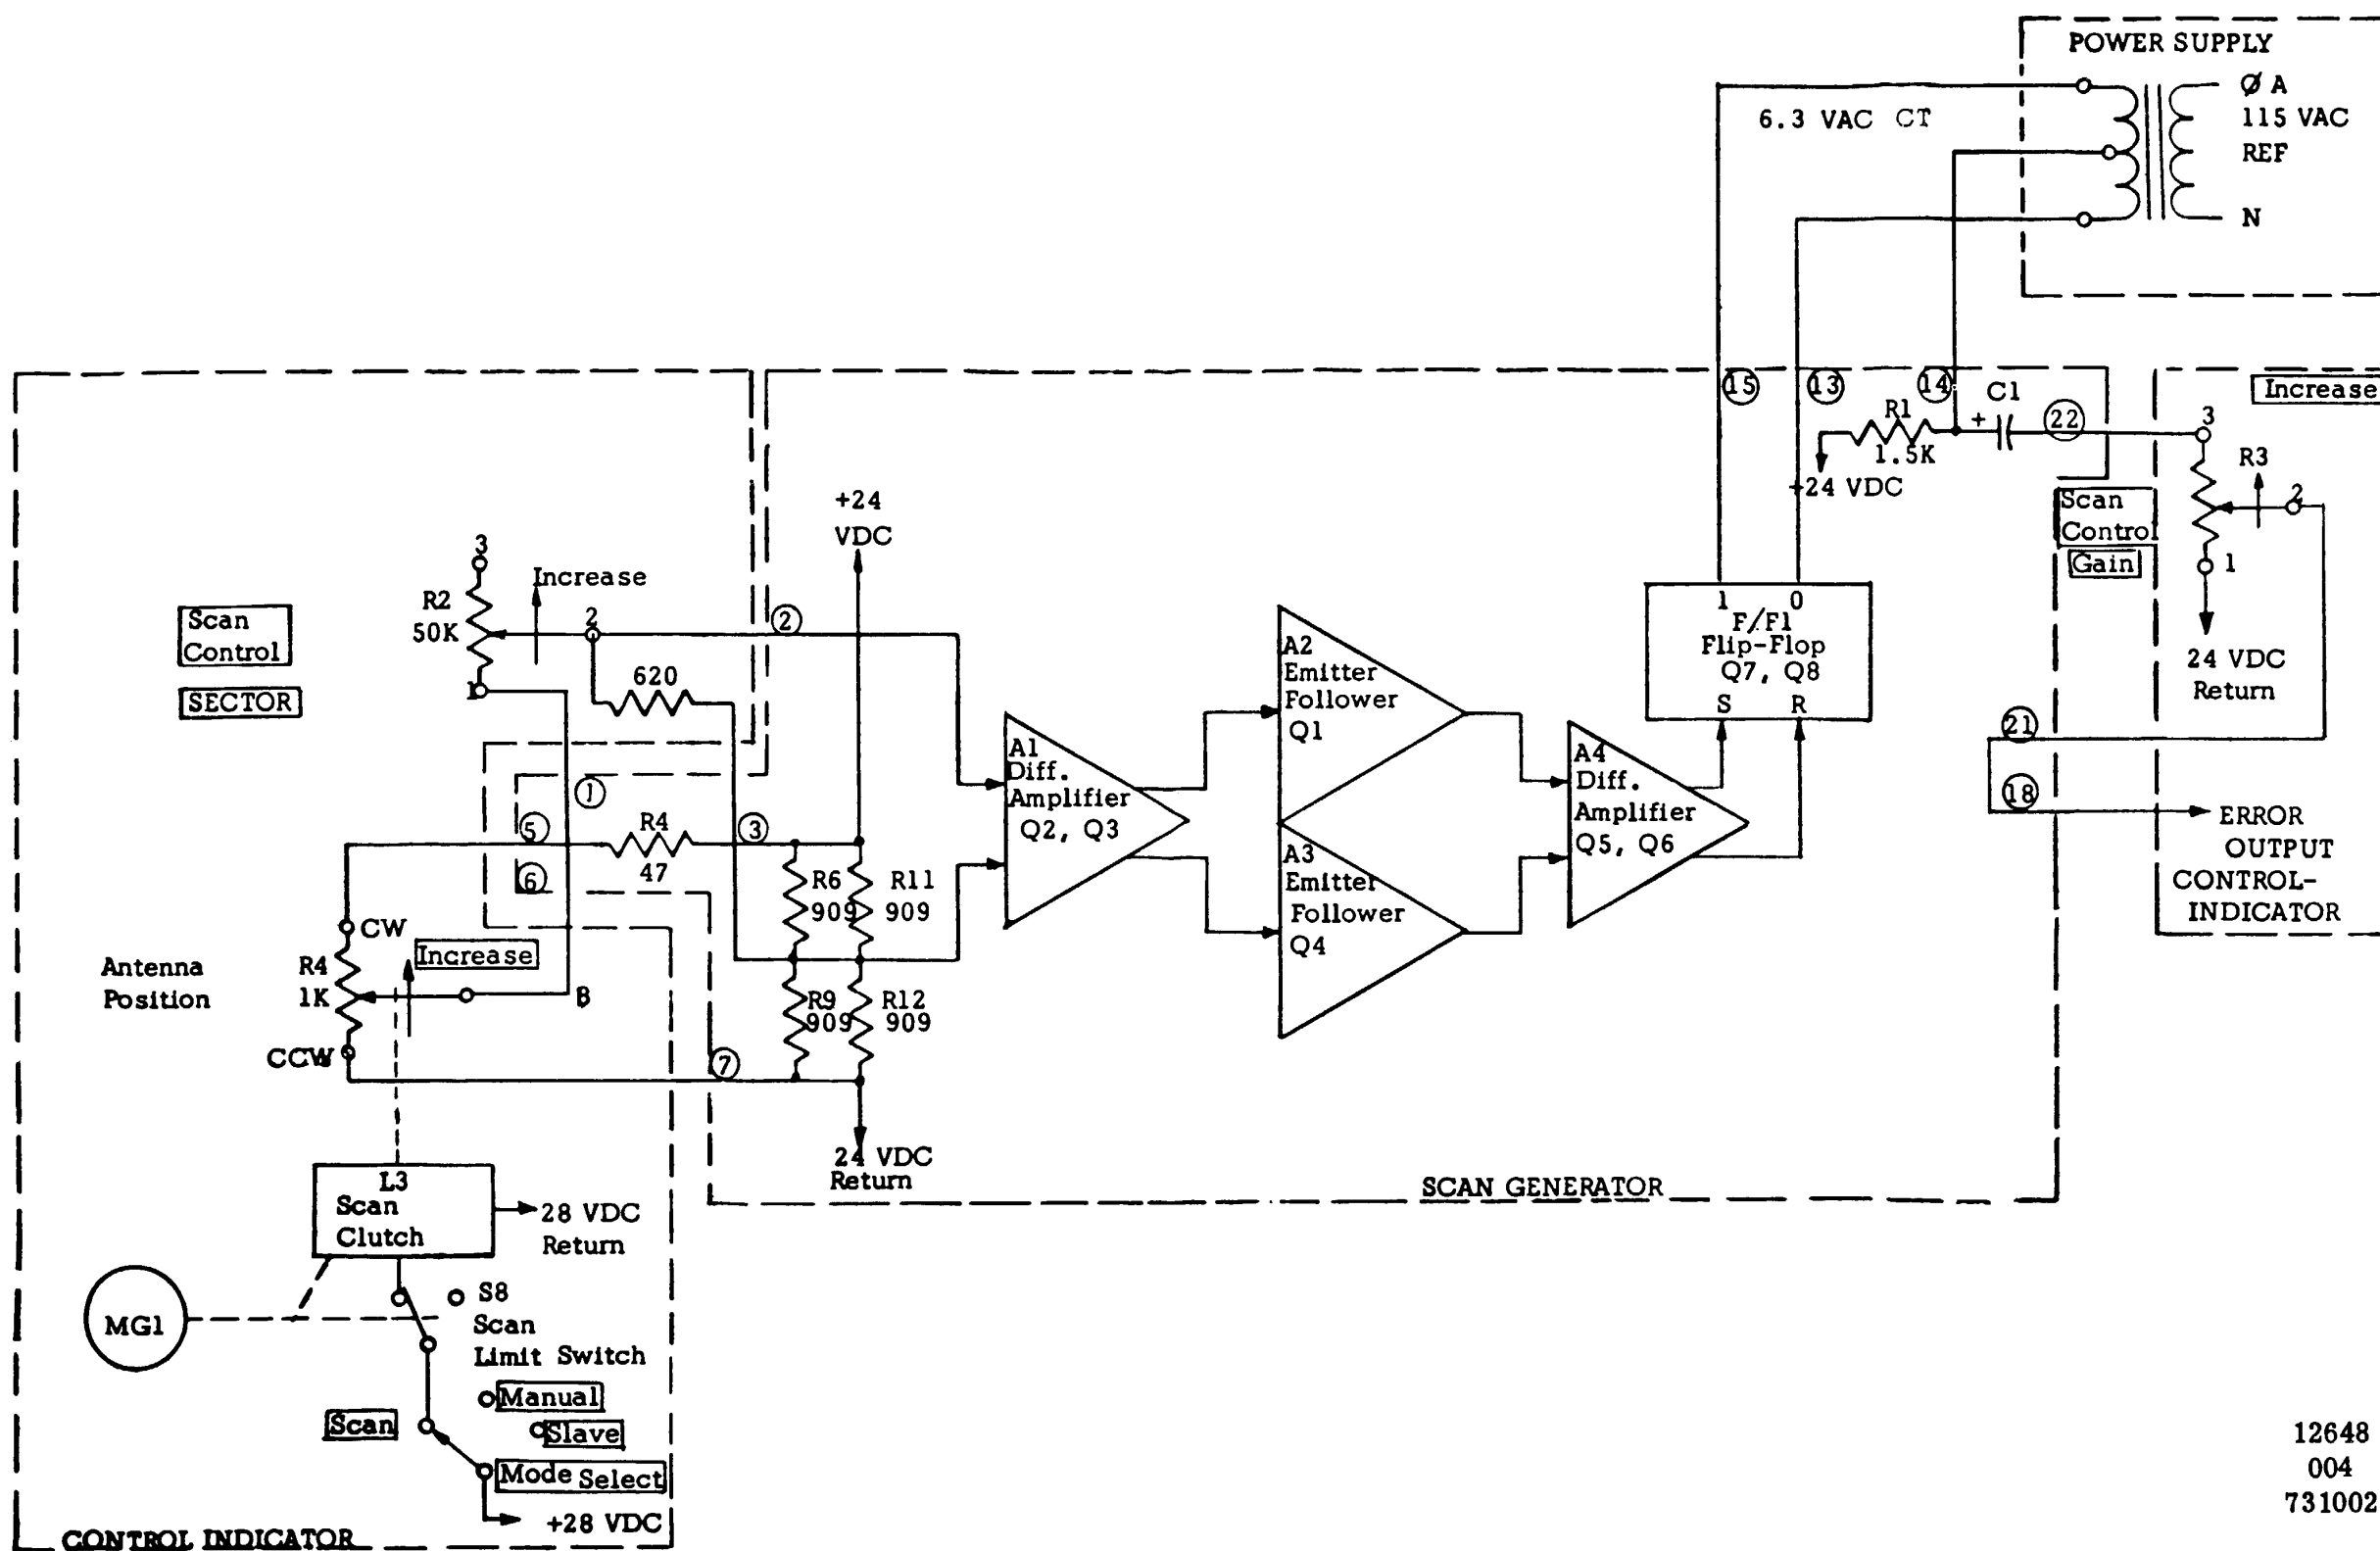 POWER SUPPLY
Ø A
6.3 VAC CT
115 VAC
REF
N
15
13
14
C1
22
3
Increase
R1
+
1.5K
+24 VDC
R3
2
Scan
Control
Gain
1
24 VDC
Return
21
18
ERROR
OUTPUT
CONTROL-
INDICATOR
+24
VDC
3
Increase
R2
50K
2
2
Scan
Control
SECTOR
1
620
1
5
R4
47
3
6
CW
Increase
Antenna
Position
R4
1K
B
CCW
7
R6
909
R11
909
R9
909
R12
909
24 VDC
Return
A1
Diff.
Amplifier
Q2, Q3
A2
Emitter
Follower
Q1
A3
Emitter
Follower
Q4
A4
Diff.
Amplifier
Q5, Q6
1 0
F/F1
Flip-Flop
Q7, Q8
S R
SCAN GENERATOR
L3
Scan
Clutch
28 VDC
Return
MG1
S8
Scan
Limit Switch
Manual
Scan
Slave
Mode Select
+28 VDC
CONTROL INDICATOR
12648
004
731002